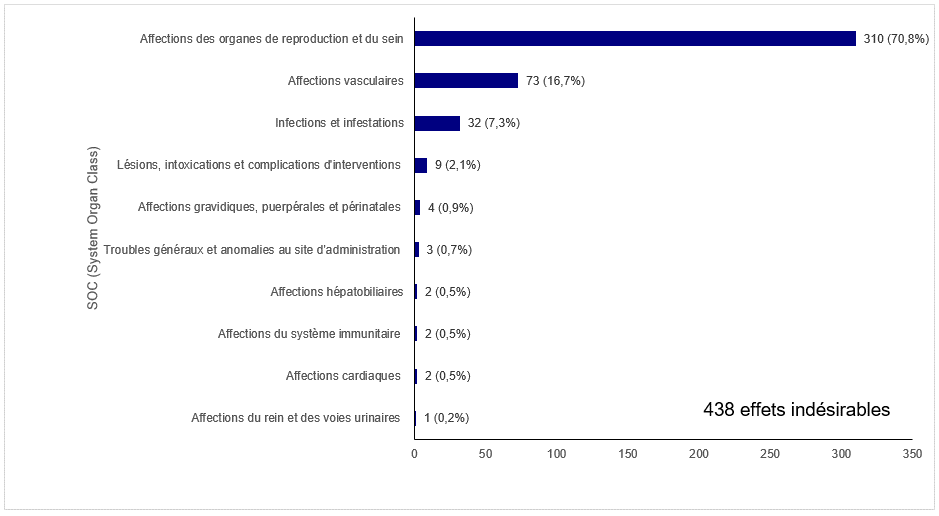 Affections des organes de reproduction et du sein 310 (70,8%)
Affections vasculaires 73 (16,7%)
Infections et infestations 32 (7,3%)
Lésions, intoxications et complications d'interventions 9 (2,1%)
Affections gravidiques, puerpérales et périnatales 4 (0,9%)
Troubles généraux et anomalies au site d'administration 3 (0,7%)
Affections hépatobiliaires 2 (0,5%)
Affections du système immunitaire 2 (0,5%)
Affections cardiaques 2 (0,5%)
Affections du rein et des voies urinaires 1 (0,2%)
SOC (System Organ Class)
438 effets indésirables
0 50 100 150 200 250 300 350